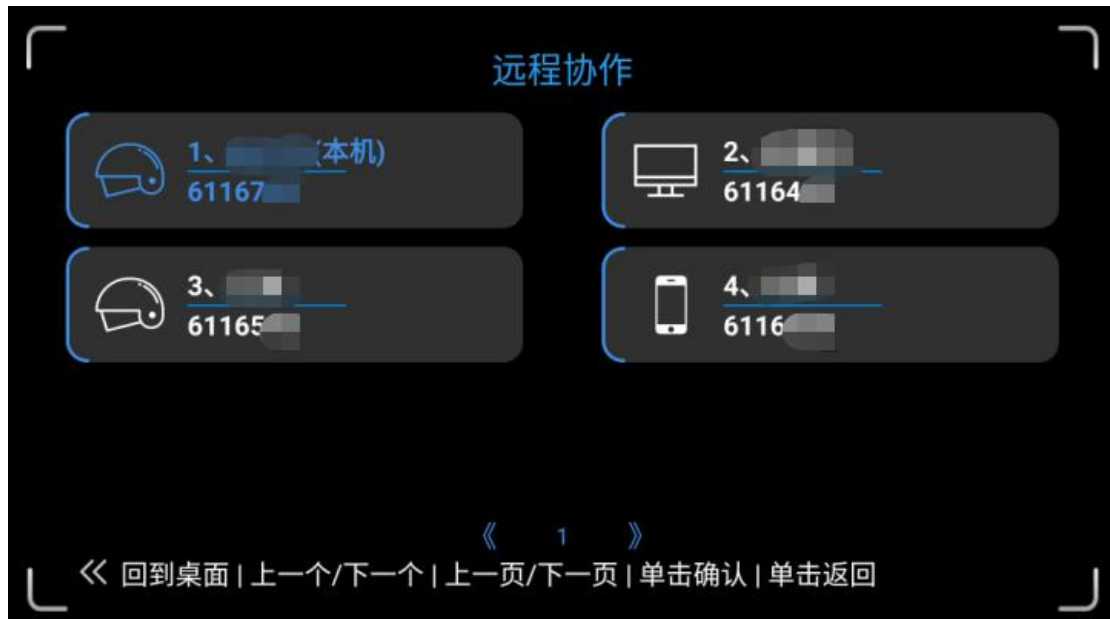 远程协作
1、 (本机)
61167
2、
61164
3、
61165
4、
6116
《 1 》
回到桌面 | 上一个/下一个 | 上一页/下一页 | 单击确认 | 单击返回